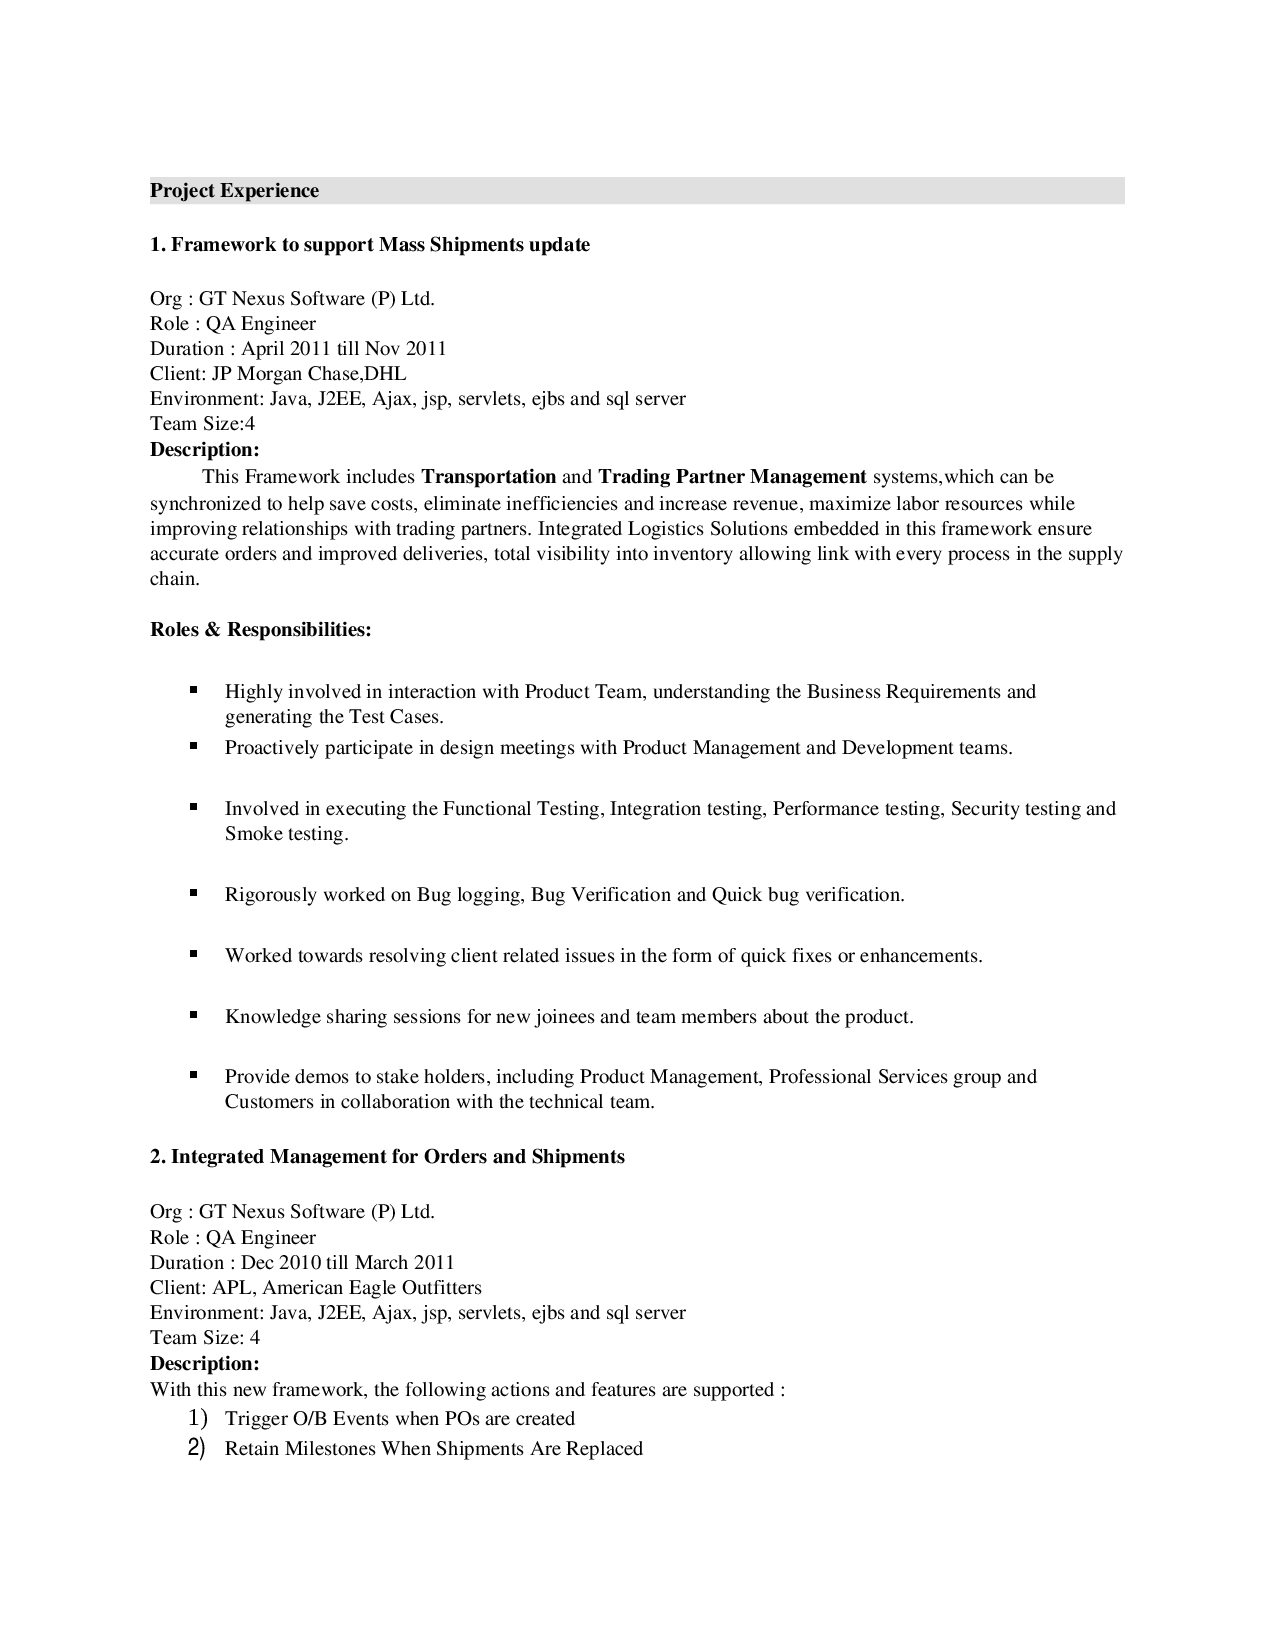 Project Experience
1. Framework to support Mass Shipments update
Org : GT Nexus Software (P) Ltd.
Role : QA Engineer
Duration : April 2011 till Nov 2011
Client: JP Morgan Chase,DHL
Environment: Java, J2EE, Ajax, jsp, servlets, ejbs and sql server
Team Size:4
Description:
This Framework includes Transportation and Trading Partner Management systems,which can be
synchronized to help save costs, eliminate inefficiencies and increase revenue, maximize labor resources while
improving relationships with trading partners. Integrated Logistics Solutions embedded in this framework ensure
accurate orders and improved deliveries, total visibility into inventory allowing link with every process in the supply
chain.
Roles & Responsibilities:
▪ Highly involved in interaction with Product Team, understanding the Business Requirements and
generating the Test Cases.
▪ Proactively participate in design meetings with Product Management and Development teams.
▪ Involved in executing the Functional Testing, Integration testing, Performance testing, Security testing and
Smoke testing.
▪ Rigorously worked on Bug logging, Bug Verification and Quick bug verification.
▪ Worked towards resolving client related issues in the form of quick fixes or enhancements.
▪ Knowledge sharing sessions for new joinees and team members about the product.
▪ Provide demos to stake holders, including Product Management, Professional Services group and
Customers in collaboration with the technical team.
2. Integrated Management for Orders and Shipments
Org : GT Nexus Software (P) Ltd.
Role : QA Engineer
Duration : Dec 2010 till March 2011
Client: APL, American Eagle Outfitters
Environment: Java, J2EE, Ajax, jsp, servlets, ejbs and sql server
Team Size: 4
Description:
With this new framework, the following actions and features are supported :
1) Trigger O/B Events when POs are created
2) Retain Milestones When Shipments Are Replaced